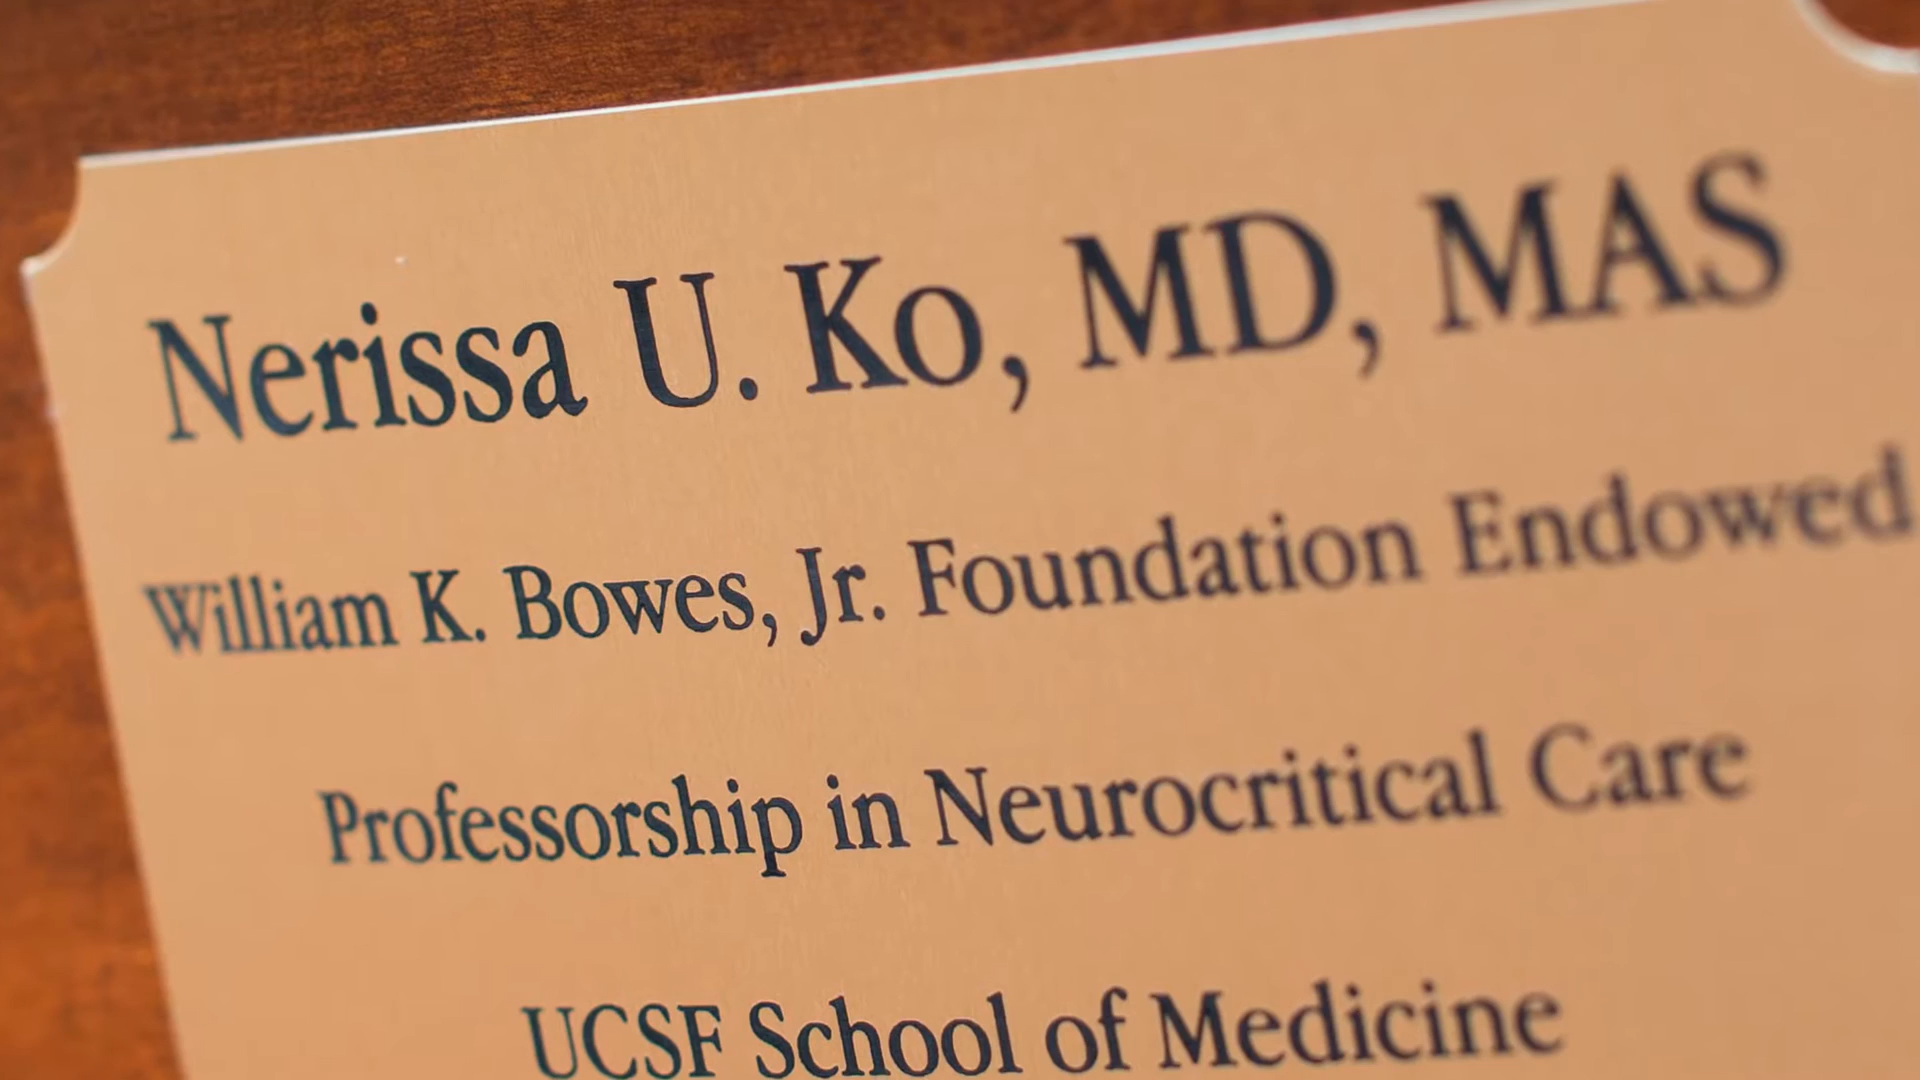 Nerissa U. Ko, MD, MAS
William K. Bowes, Jr. Foundation Endowed
Professorship in Neurocritical Care
UCSF School of Medicine